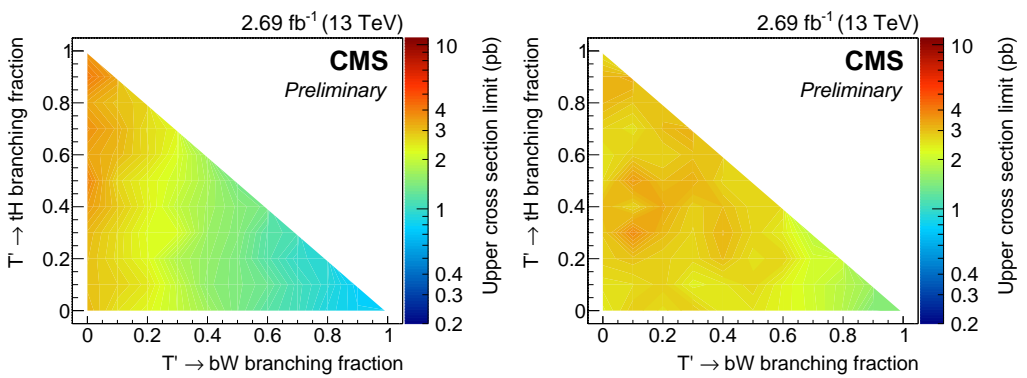 2.69 fb⁻¹ (13 TeV)
CMS
Preliminary
T' → tH branching fraction
1
0.8
0.6
0.4
0.2
0
0 0.2 0.4 0.6 0.8 1
T' → bW branching fraction
10
4
3
2
1
0.4
0.3
0.2
Upper cross section limit (pb)
2.69 fb⁻¹ (13 TeV)
CMS
Preliminary
T' → tH branching fraction
1
0.8
0.6
0.4
0.2
0
0 0.2 0.4 0.6 0.8 1
T' → bW branching fraction
10
4
3
2
1
0.4
0.3
0.2
Upper cross section limit (pb)